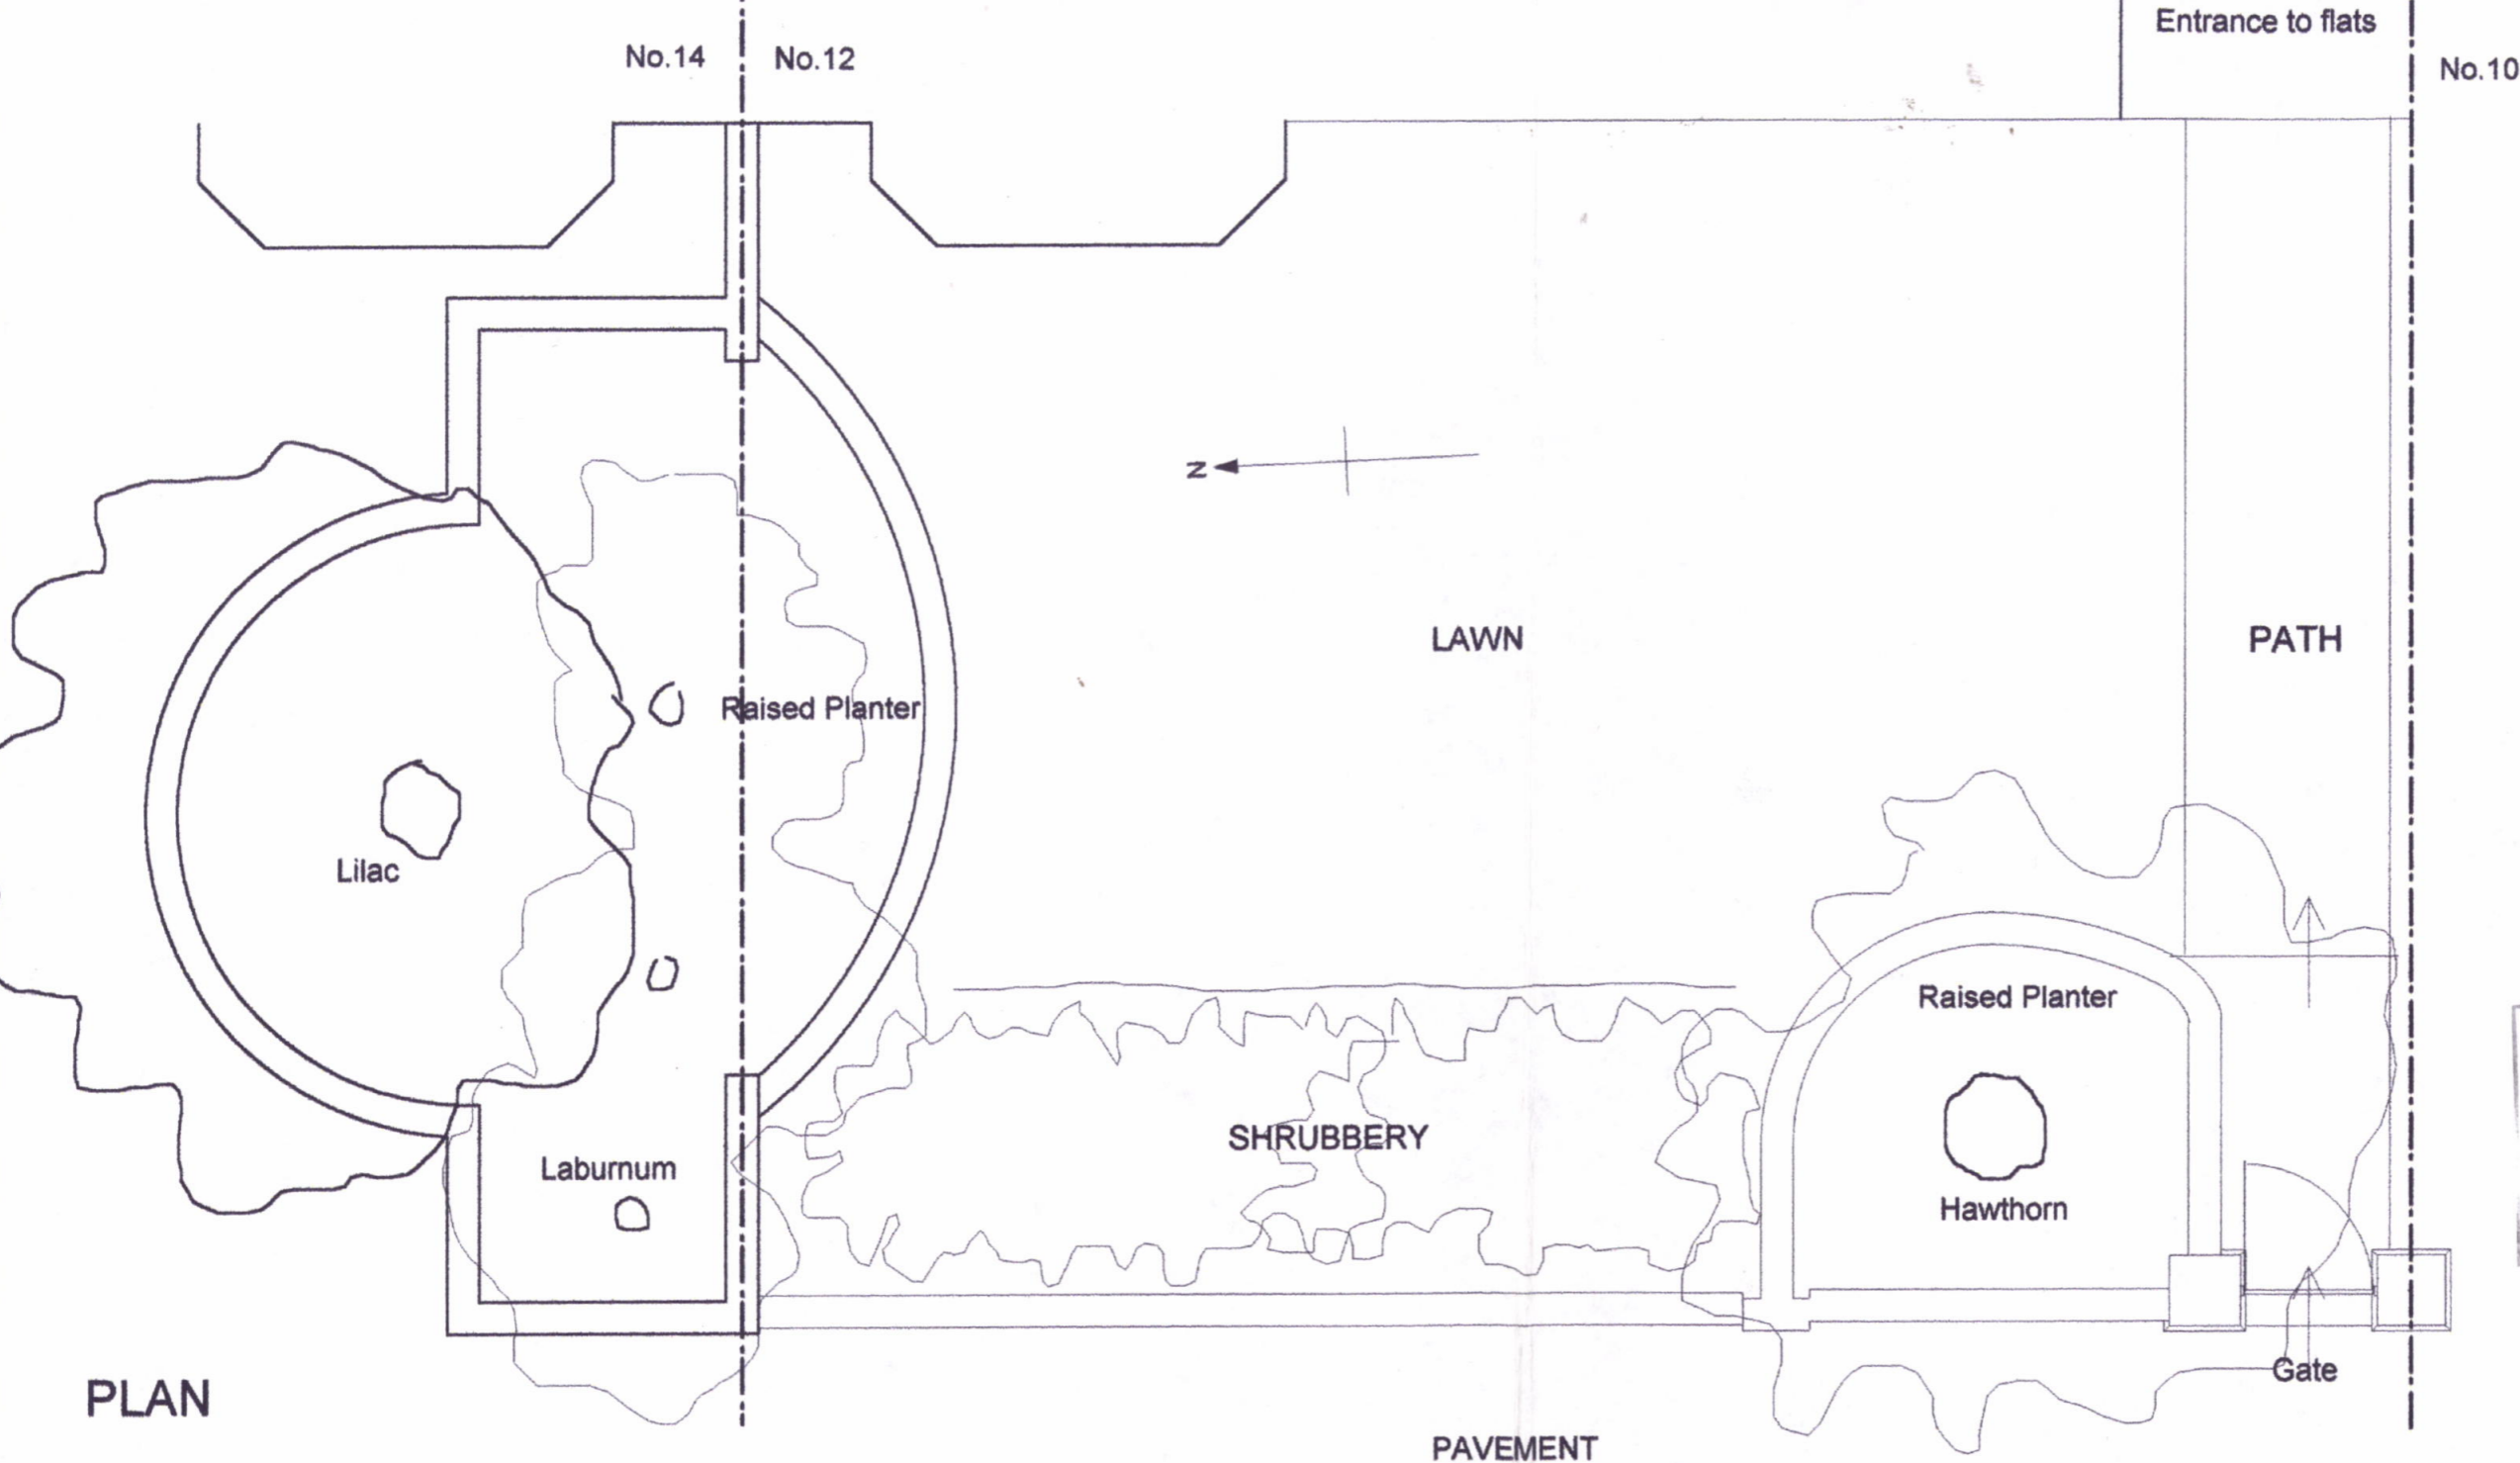 Entrance to flats
No.14
No.12
No.10
N
LAWN
PATH
Raised Planter
Lilac
Raised Planter
SHRUBBERY
Laburnum
Hawthorn
Gate
PLAN
PAVEMENT